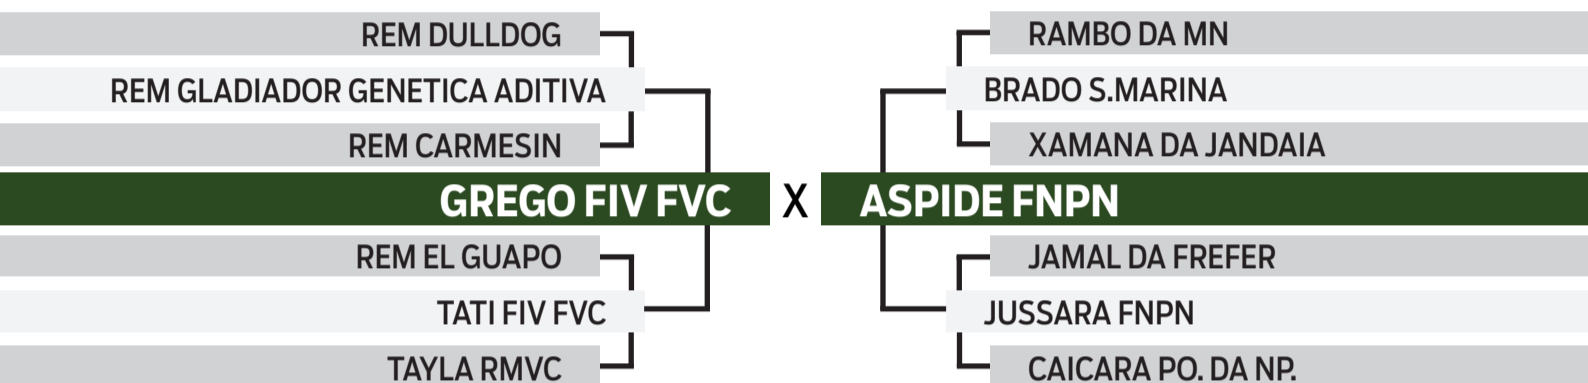 REM DULLDOG
REM GLADIADOR GENETICA ADITIVA
REM CARMESIN
GREGO FIV FVC
REM EL GUAPO
TATI FIV FVC
TAYLA RMVC
X
RAMBO DA MN
BRADO S.MARINA
XAMANA DA JANDAIA
ASPIDE FNPN
JAMAL DA FREFER
JUSSARA FNPN
CAICARA PO. DA NP.